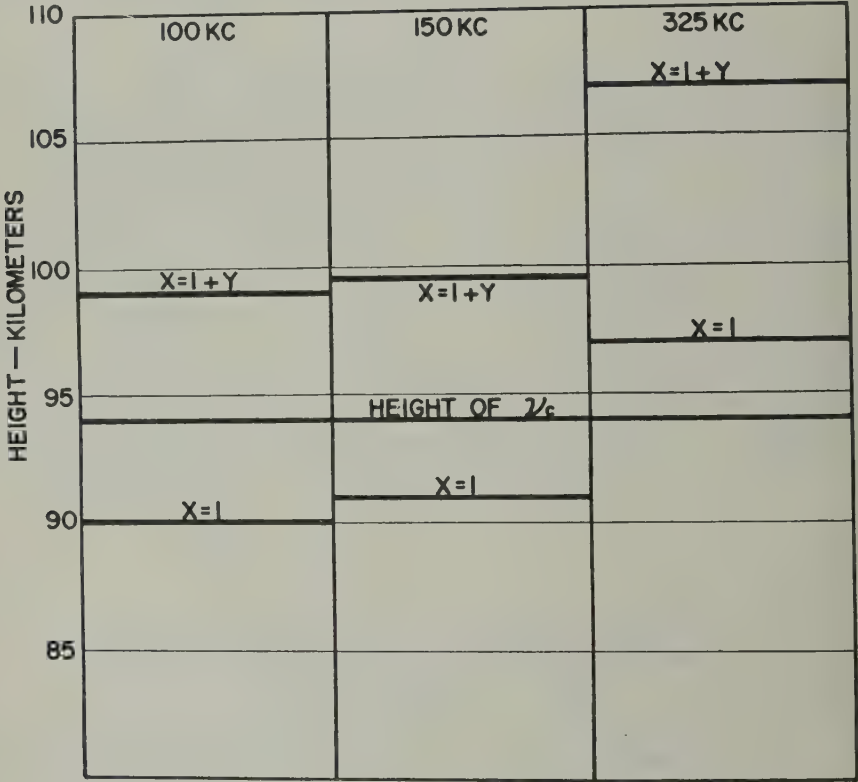 110
100 KC
150 KC
325 KC
X=1+Y
105
HEIGHT — KILOMETERS
100
X=1+Y
X=1+Y
X=1
95
HEIGHT OF νc
X=1
X=1
90
85